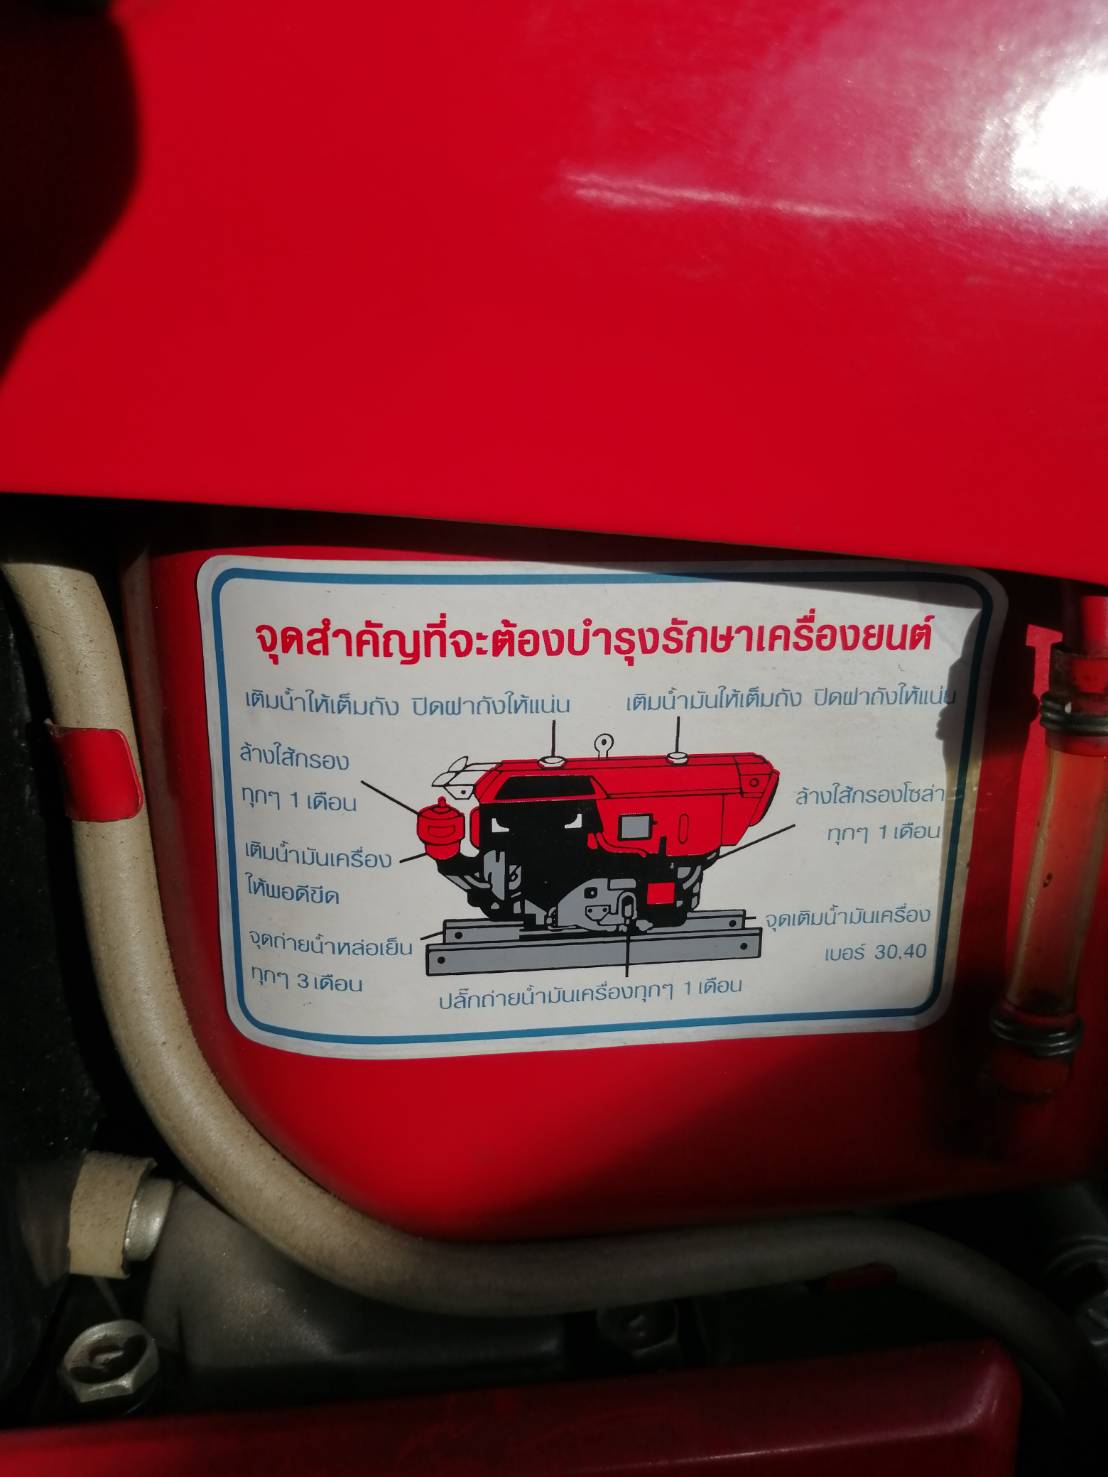 จุดสำคัญที่จะต้องบำรุงรักษาเครื่องยนต์
เติมน้ำให้เต็มถัง ปิดฝาถังให้แน่น
เติมน้ำมันให้เต็มถัง ปิดฝาถังให้แน่น
ล้างไส้กรอง
ทุกๆ 1 เดือน
ล้างไส้กรองโซล่า
ทุกๆ 1 เดือน
เติมน้ำมันเครื่อง
ให้พอดีขีด
จุดถ่ายน้ำหล่อเย็น
ทุกๆ 3 เดือน
จุดเติมน้ำมันเครื่อง
เบอร์ 30,40
ปลั๊กถ่ายน้ำมันเครื่องทุกๆ 1 เดือน